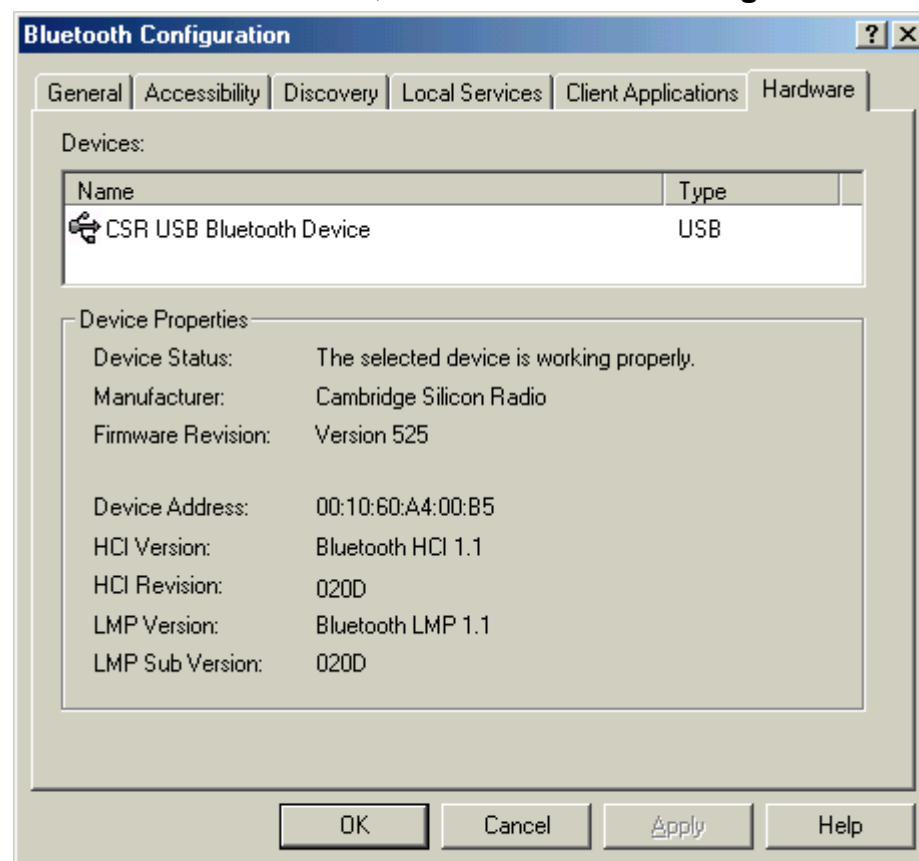 Bluetooth Configuration
General Accessibility Discovery Local Services Client Applications Hardware
Devices:
Name Type
CSR USB Bluetooth Device USB
Device Properties
Device Status: The selected device is working properly.
Manufacturer: Cambridge Silicon Radio
Firmware Revision: Version 525
Device Address: 00:10:60:A4:00:B5
HCI Version: Bluetooth HCI 1.1
HCI Revision: 020D
LMP Version: Bluetooth LMP 1.1
LMP Sub Version: 020D
OK Cancel Apply Help